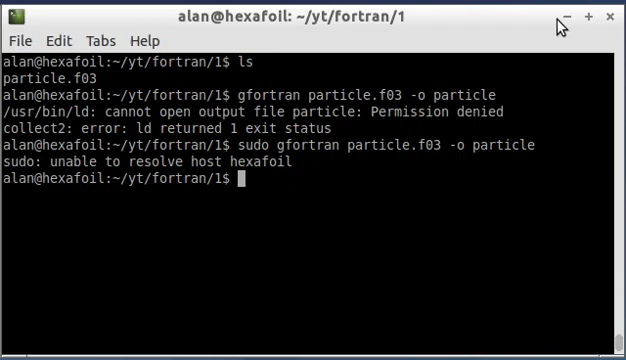 alan@hexafoil: ~/yt/fortran/1
File Edit Tabs Help
alan@hexafoil:~/yt/fortran/1$ ls
particle.f03
alan@hexafoil:~/yt/fortran/1$ gfortran particle.f03 -o particle
/usr/bin/ld: cannot open output file particle: Permission denied
collect2: error: ld returned 1 exit status
alan@hexafoil:~/yt/fortran/1$ sudo gfortran particle.f03 -o particle
sudo: unable to resolve host hexafoil
alan@hexafoil:~/yt/fortran/1$